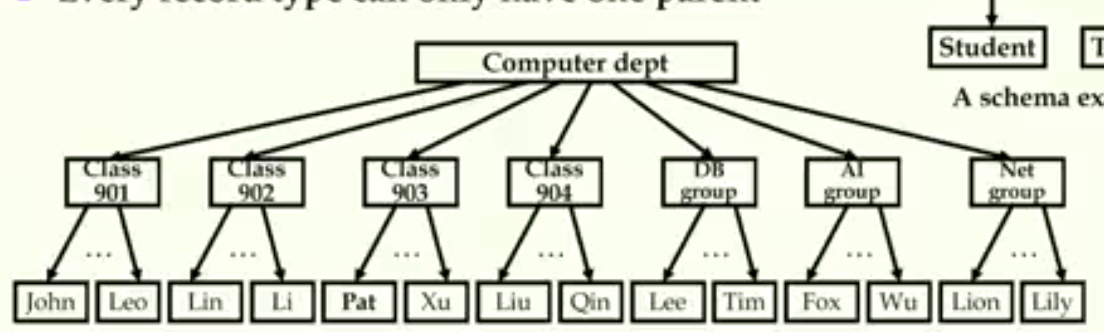 Every record type can only have one parent
Student
T
Computer dept
A schema ex
Class
901
Class
902
Class
903
Class
904
DB
group
AI
group
Net
group
...
...
...
...
...
...
...
John
Leo
Lin
Li
Pat
Xu
Liu
Qin
Lee
Tim
Fox
Wu
Lion
Lily